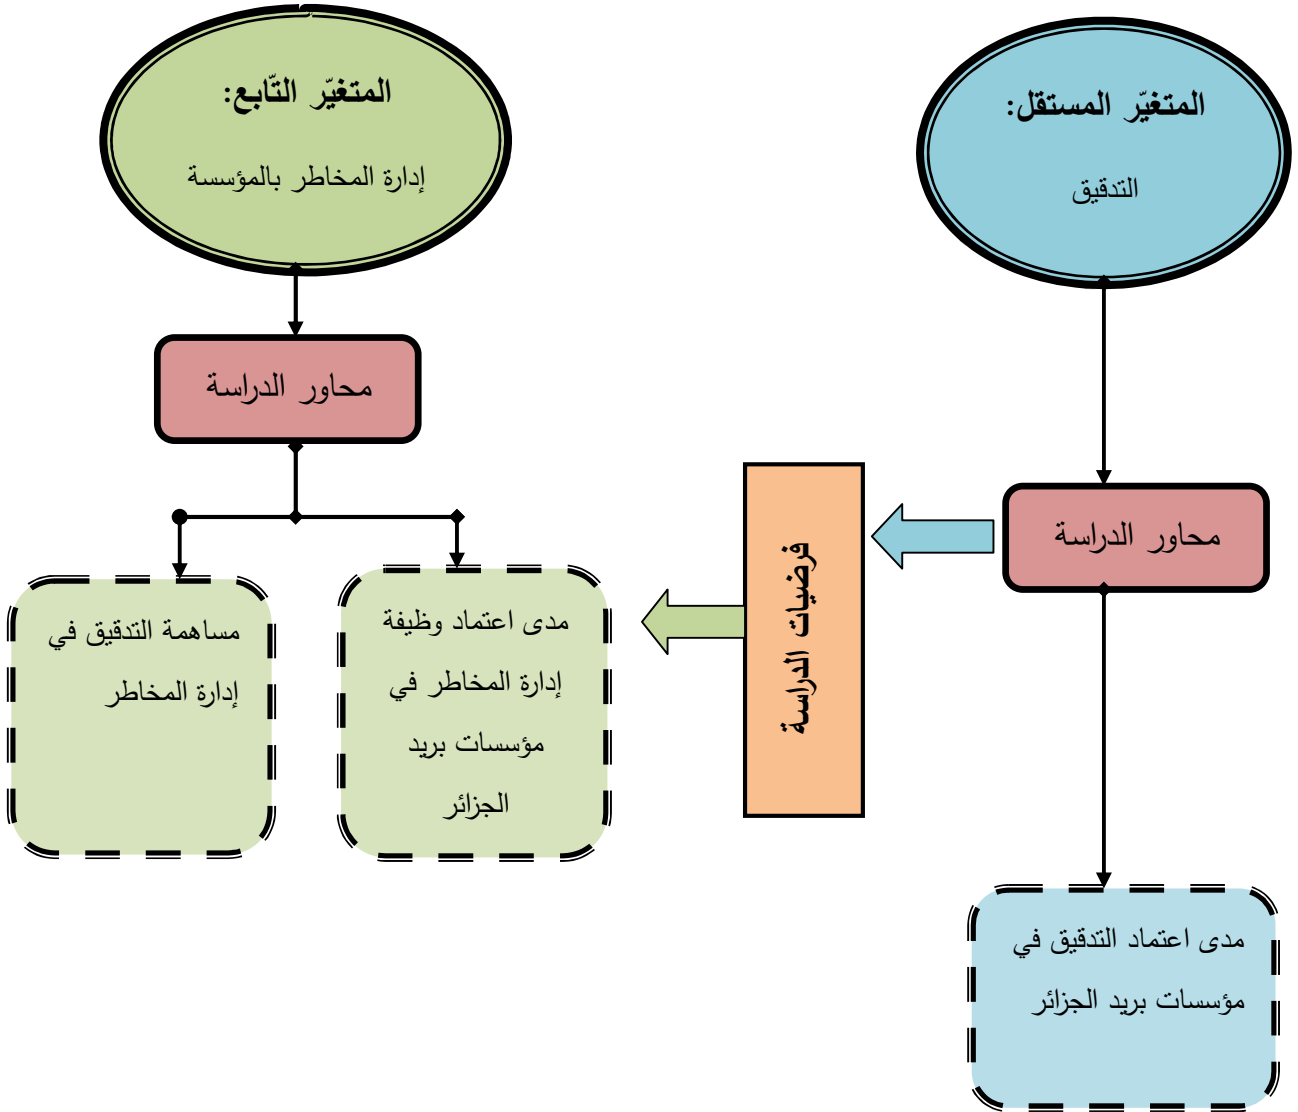 المتغيّر المستقل:
التدقيق
محاور الدراسة
مدى اعتماد التدقيق في
مؤسسات بريد الجزائر
فرضيات الدراسة
المتغيّر التّابع:
إدارة المخاطر بالمؤسسة
محاور الدراسة
مدى اعتماد وظيفة
إدارة المخاطر في
مؤسسات بريد
الجزائر
مساهمة التدقيق في
إدارة المخاطر